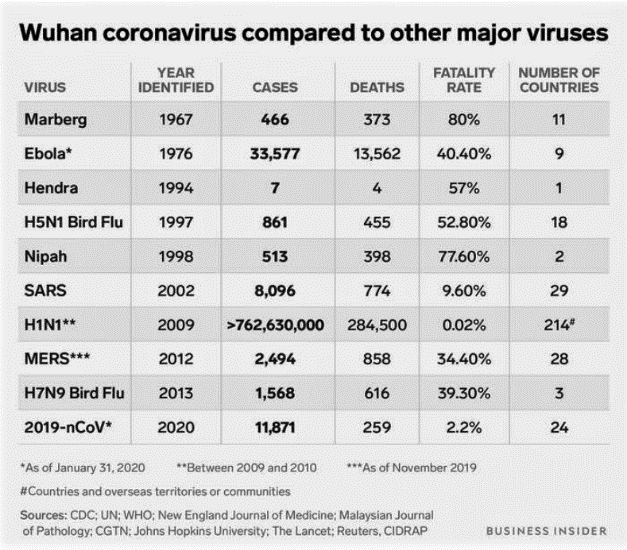 Wuhan coronavirus compared to other major viruses
VIRUS YEAR IDENTIFIED CASES DEATHS FATALITY RATE NUMBER OF COUNTRIES
Marberg 1967 466 373 80% 11
Ebola* 1976 33,577 13,562 40.40% 9
Hendra 1994 7 4 57% 1
H5N1 Bird Flu 1997 861 455 52.80% 18
Nipah 1998 513 398 77.60% 2
SARS 2002 8,096 774 9.60% 29
H1N1** 2009 >762,630,000 284,500 0.02% 214#
MERS*** 2012 2,494 858 34.40% 28
H7N9 Bird Flu 2013 1,568 616 39.30% 3
2019-nCoV* 2020 11,871 259 2.2% 24
*As of January 31, 2020 **Between 2009 and 2010 ***As of November 2019
#Countries and overseas territories or communities
Sources: CDC; UN; WHO; New England Journal of Medicine; Malaysian Journal
of Pathology; CGTN; Johns Hopkins University; The Lancet; Reuters, CIDRAP
BUSINESS INSIDER